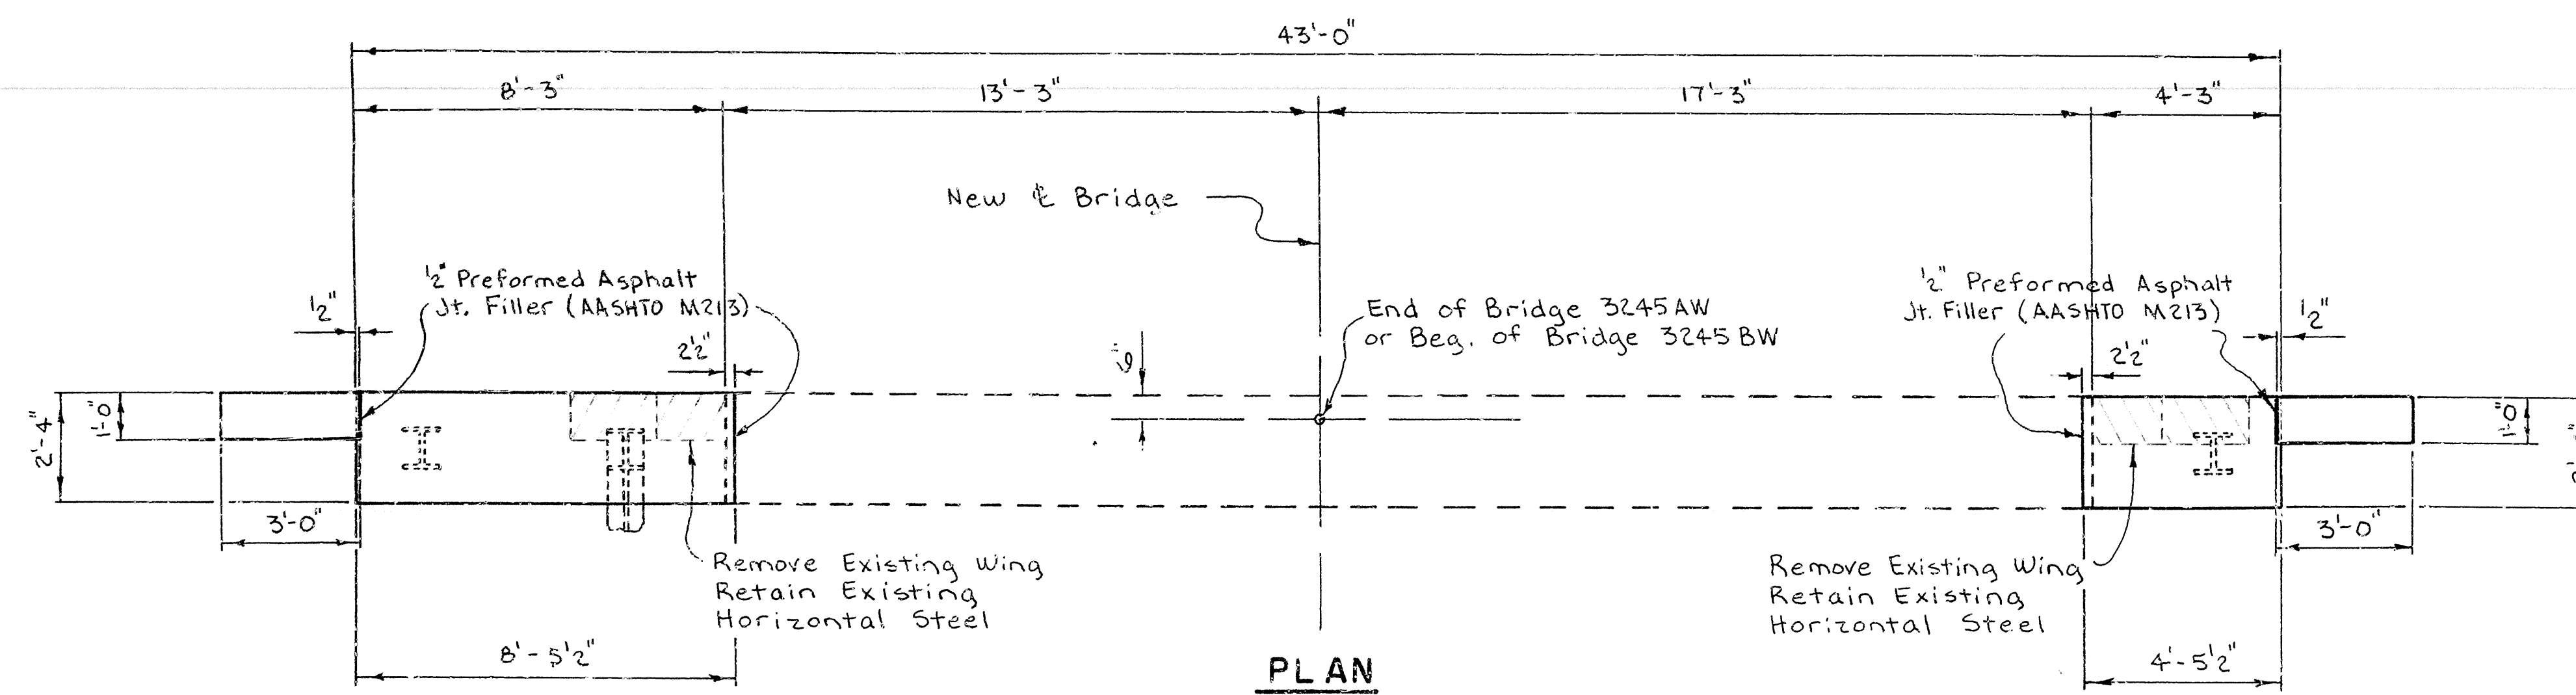 43'-0"
8'-3"
13'-3"
17'-3"
4'-3"
New ℄ Bridge
½" Preformed Asphalt
Jt. Filler (AASHTO M213)
½"
2½"
End of Bridge 3245AW
or Beg. of Bridge 3245BW
½" Preformed Asphalt
Jt. Filler (AASHTO M213)
½"
2½"
2'-4"
1'-0"
1'-0"
3'-0"
3'-0"
Remove Existing Wing
Retain Existing
Horizontal Steel
Remove Existing Wing
Retain Existing
Horizontal Steel
8'-5½"
4'-5½"
PLAN